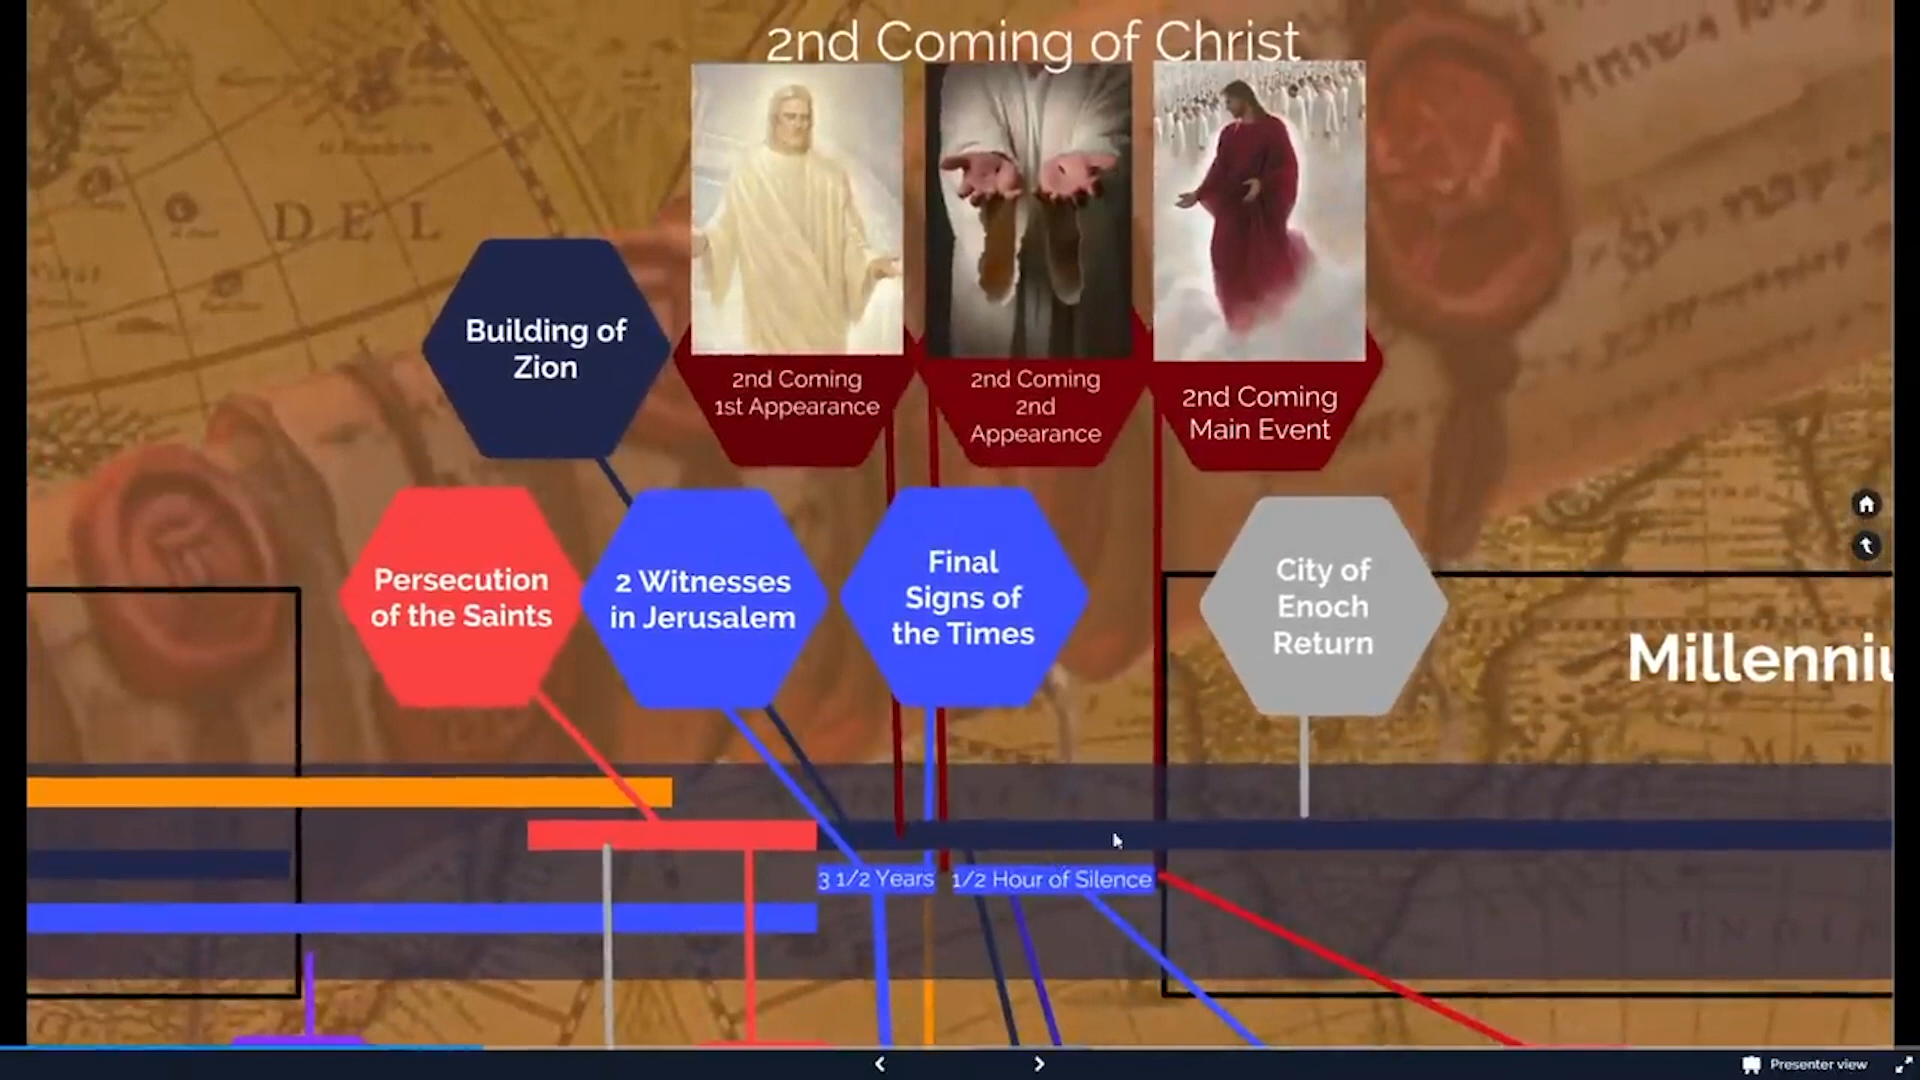 2nd Coming of Christ
DEL
Building of
Zion
2nd Coming
1st Appearance
2nd Coming
2nd
Appearance
2nd Coming
Main Event
Persecution
of the Saints
2 Witnesses
in Jerusalem
Final
Signs of
the Times
City of
Enoch
Return
Millenniu
3 1/2 Years
1/2 Hour of Silence
Presenter view